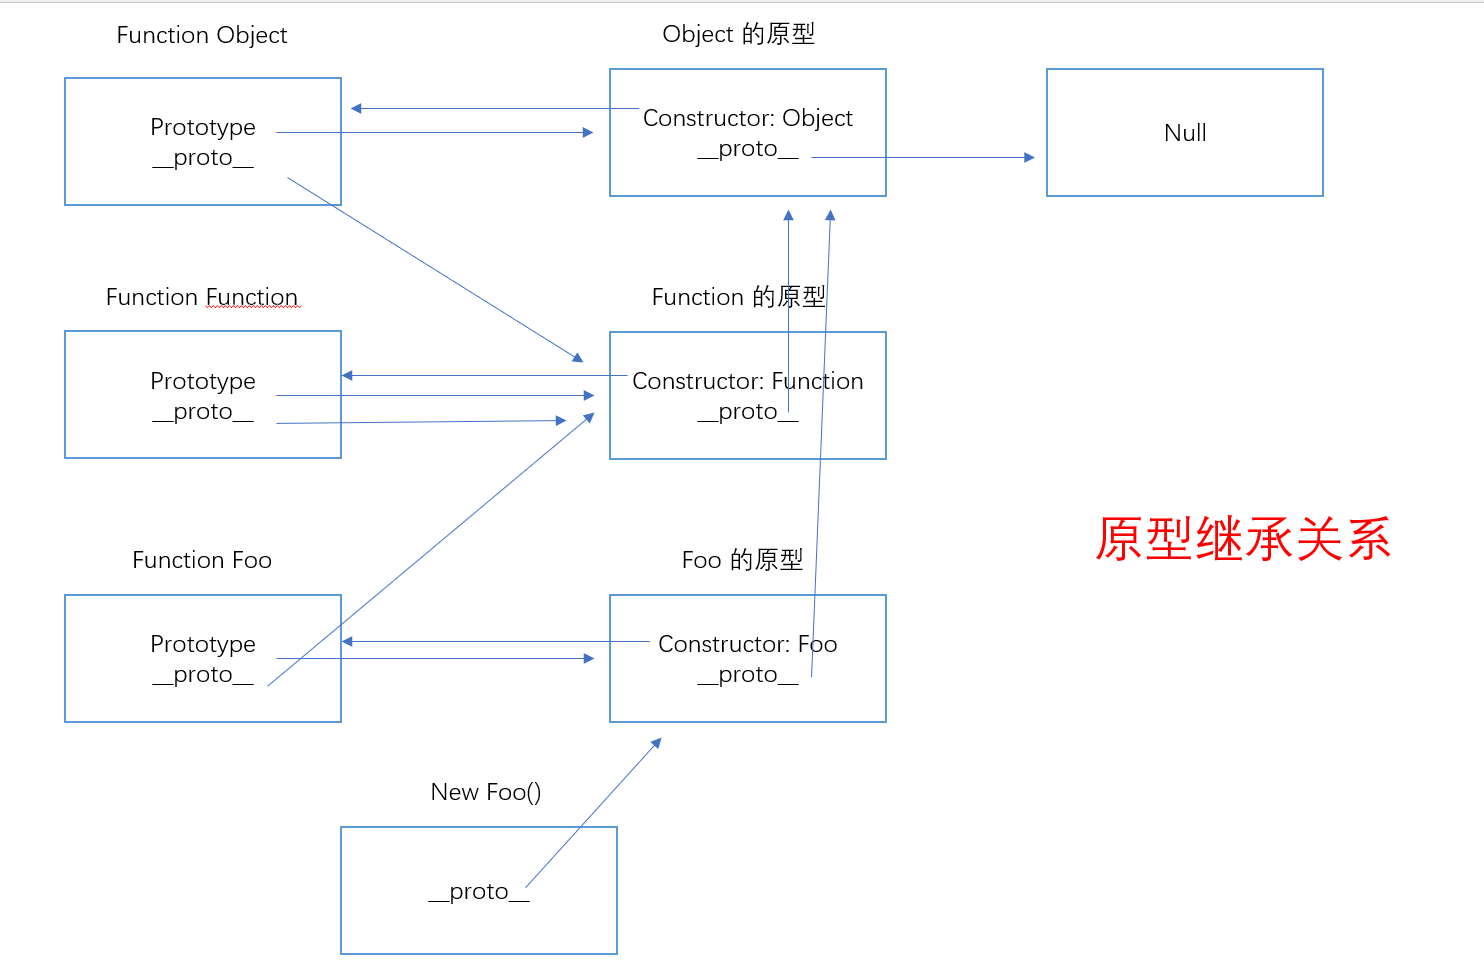 Function Object
Object 的原型
Prototype
__proto__
Constructor: Object
__proto__
Null
Function Function
Function 的原型
Prototype
__proto__
Constructor: Function
__proto__
原型继承关系
Function Foo
Foo 的原型
Prototype
__proto__
Constructor: Foo
__proto__
New Foo()
__proto__